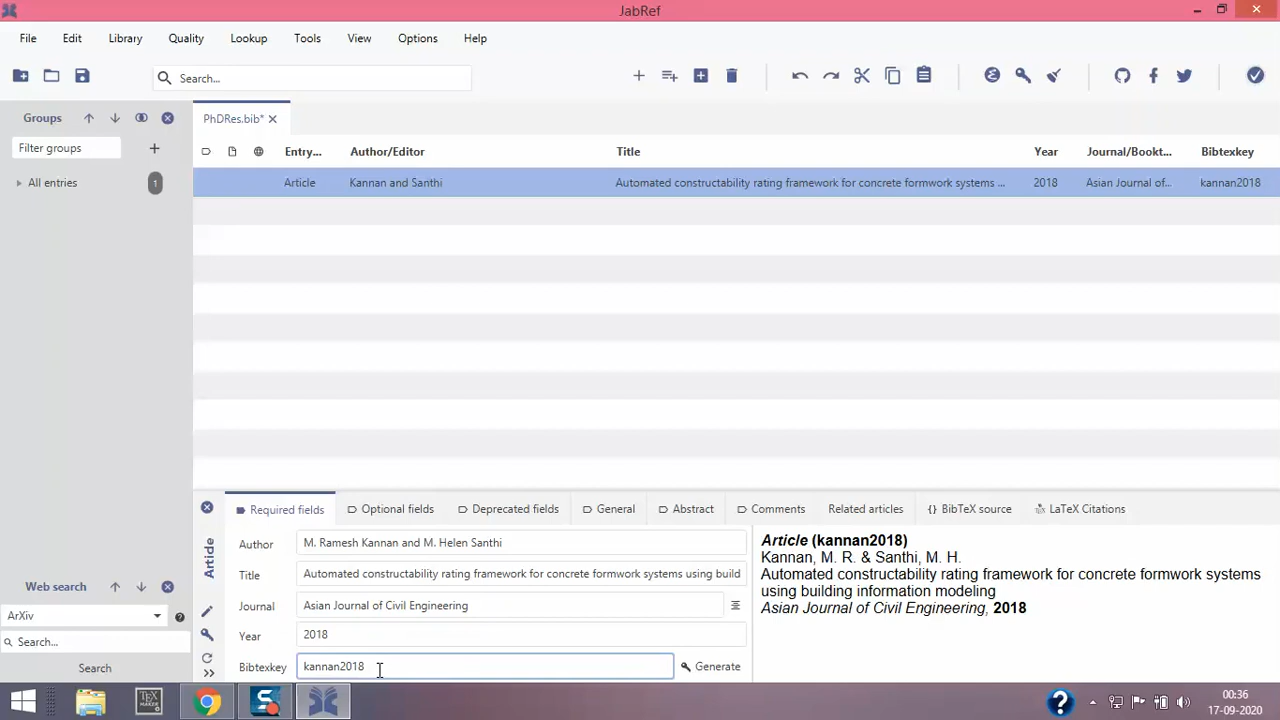 JabRef
File Edit Library Quality Lookup Tools View Options Help
Search...
Groups
PhDRes.bib*
Filter groups
Entry... Author/Editor Title Year Journal/Bookt... Bibtexkey
All entries 1
Article Kannan and Santhi Automated constructability rating framework for concrete formwork systems ... 2018 Asian Journal of... kannan2018
Required fields Optional fields Deprecated fields General Abstract Comments Related articles {} BibTeX source LaTeX Citations
Article
Author M. Ramesh Kannan and M. Helen Santhi
Title Automated constructability rating framework for concrete formwork systems using build
Journal Asian Journal of Civil Engineering
Year 2018
Bibtexkey kannan2018 Generate
Article (kannan2018)
Kannan, M. R. & Santhi, M. H.
Automated constructability rating framework for concrete formwork systems
using building information modeling
Asian Journal of Civil Engineering, 2018
Web search
ArXiv
Search...
Search
TEX
MAKER
S
00:36
17-09-2020